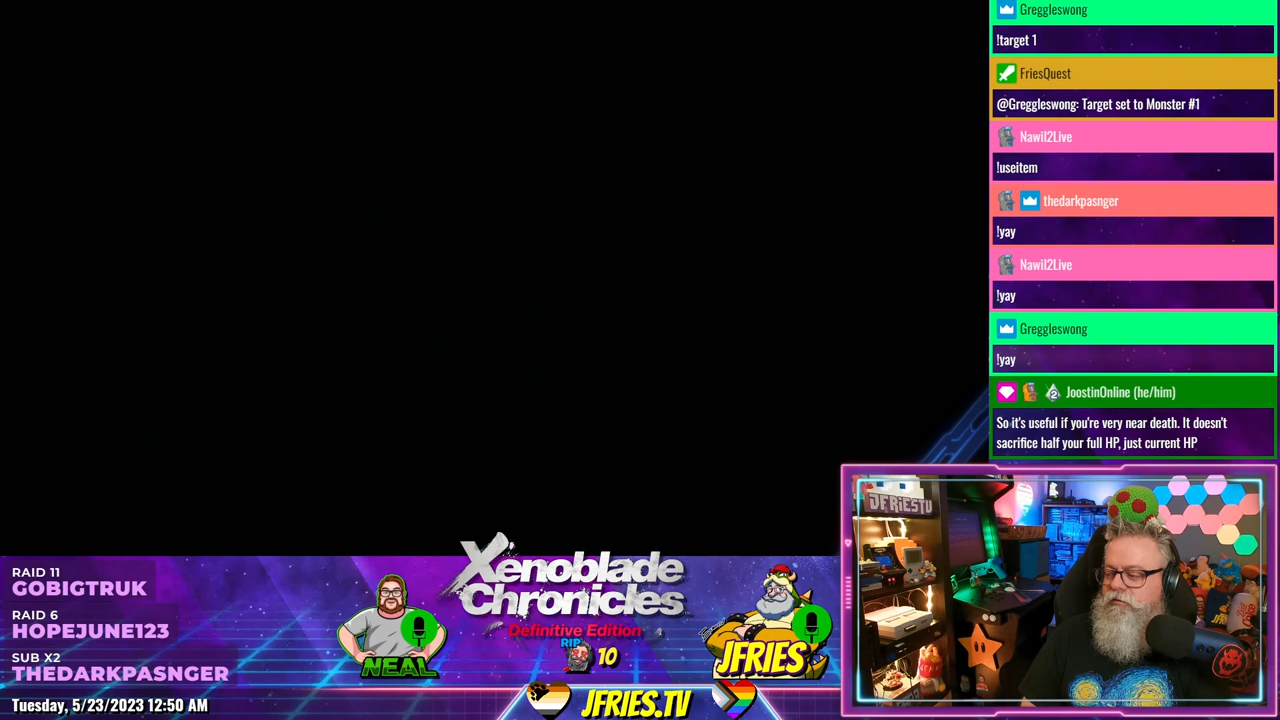 Greggleswong
!target 1
FriesQuest
@Greggleswong: Target set to Monster #1
Nawil2Live
!useitem
thedarkpasnger
!yay
Nawil2Live
!yay
Greggleswong
!yay
2 JoostinOnline (he/him)
So it's useful if you're very near death. It doesn't
sacrifice half your full HP, just current HP
JFRIESTV
RAID 11
GOBIGTRUK
RAID 6
HOPEJUNE123
SUB X2
THEDARKPASNGER
Tuesday, 5/23/2023 12:50 AM
NEAL
Xenoblade
Chronicles
Definitive Edition
RIP
10
JFRIES
JFRIES.TV